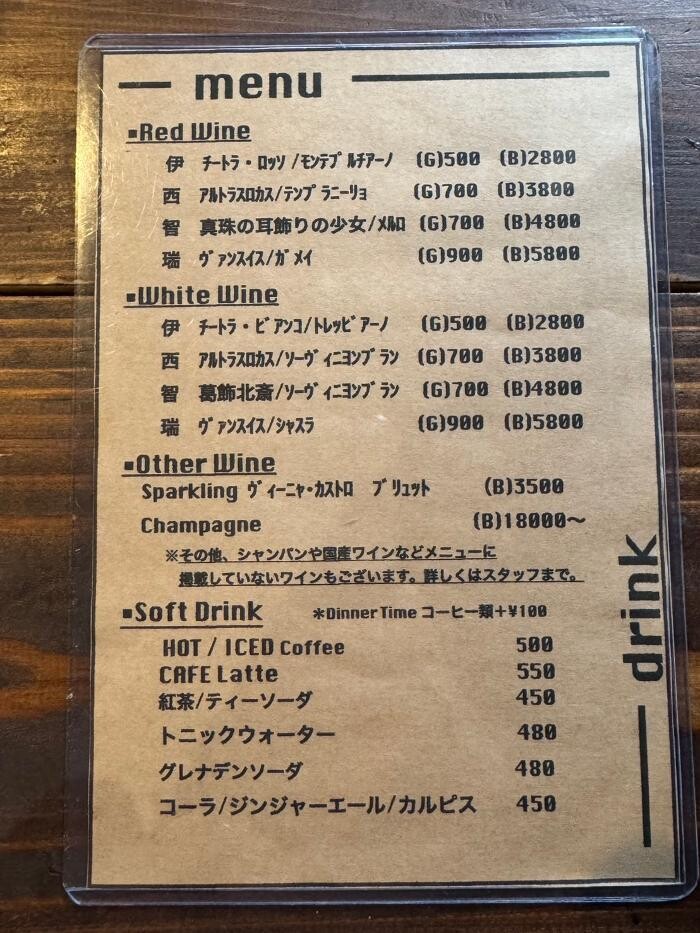 menu
▪Red Wine
伊 チートラ・ロッソ/モンテプルチアーノ (G)500 (B)2800
西 アルトラスロカス/テンプラニーリョ (G)700 (B)3800
智 真珠の耳飾りの少女/メルロ (G)700 (B)4800
瑞 ヴァンスイス/ガメイ (G)900 (B)5800
▪White Wine
伊 チートラ・ビアンコ/トレッビアーノ (G)500 (B)2800
西 アルトラスロカス/ソーヴィニヨンブラン (G)700 (B)3800
智 葛飾北斎/ソーヴィニヨンブラン (G)700 (B)4800
瑞 ヴァンスイス/シャスラ (G)900 (B)5800
▪Other Wine
Sparkling ヴィーニャ・カストロ ブリュット (B)3500
Champagne (B)18000～
※その他、シャンパンや国産ワインなどメニューに
掲載していないワインもございます。詳しくはスタッフまで。
▪Soft Drink *Dinner Time コーヒー類+¥100
HOT / ICED Coffee 500
CAFE Latte 550
紅茶/ティーソーダ 450
トニックウォーター 480
グレナデンソーダ 480
コーラ/ジンジャーエール/カルピス 450
drink